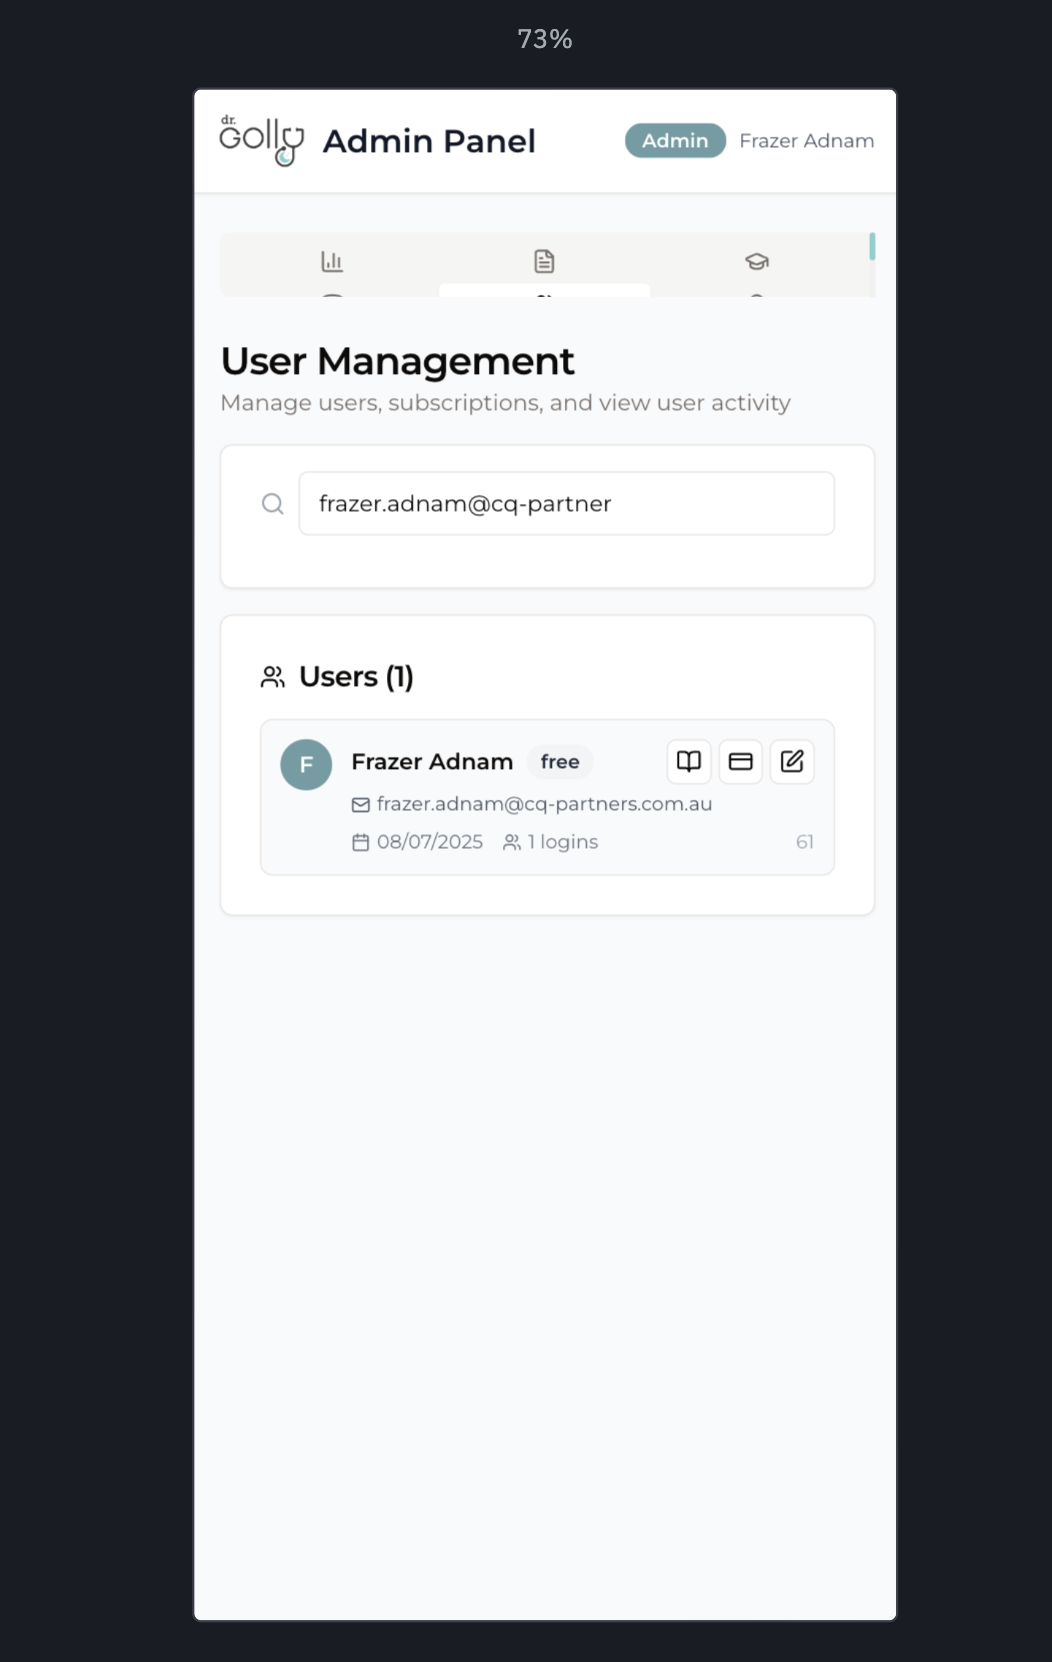 73%
dr.
Golly
Admin Panel
Admin
Frazer Adnam
User Management
Manage users, subscriptions, and view user activity
frazer.adnam@cq-partner
Users (1)
F
Frazer Adnam
free
frazer.adnam@cq-partners.com.au
08/07/2025
1 logins
61